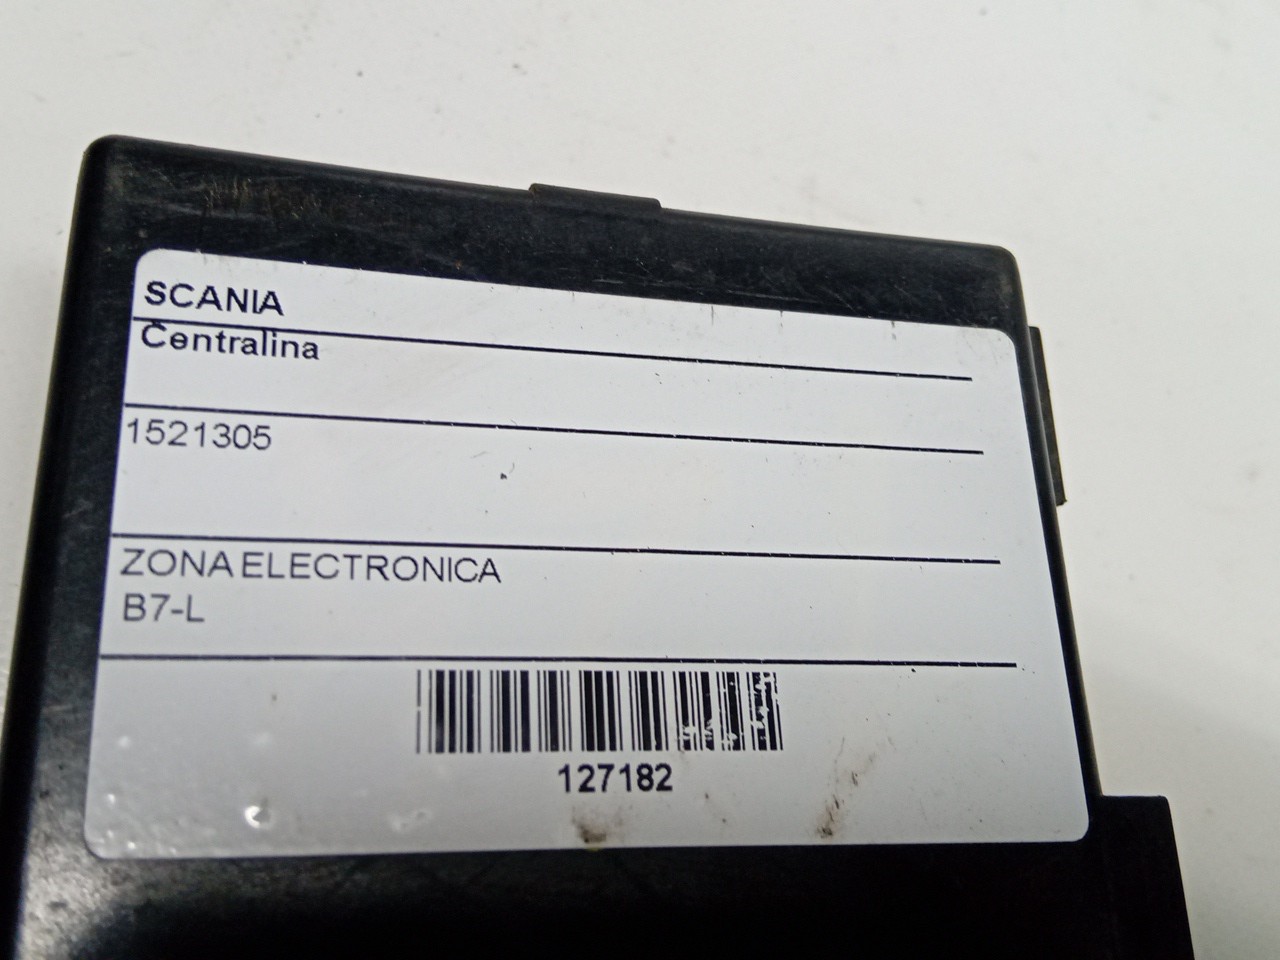 SCANIA
Centralina
1521305
ZONA ELECTRONICA
B7-L
127182